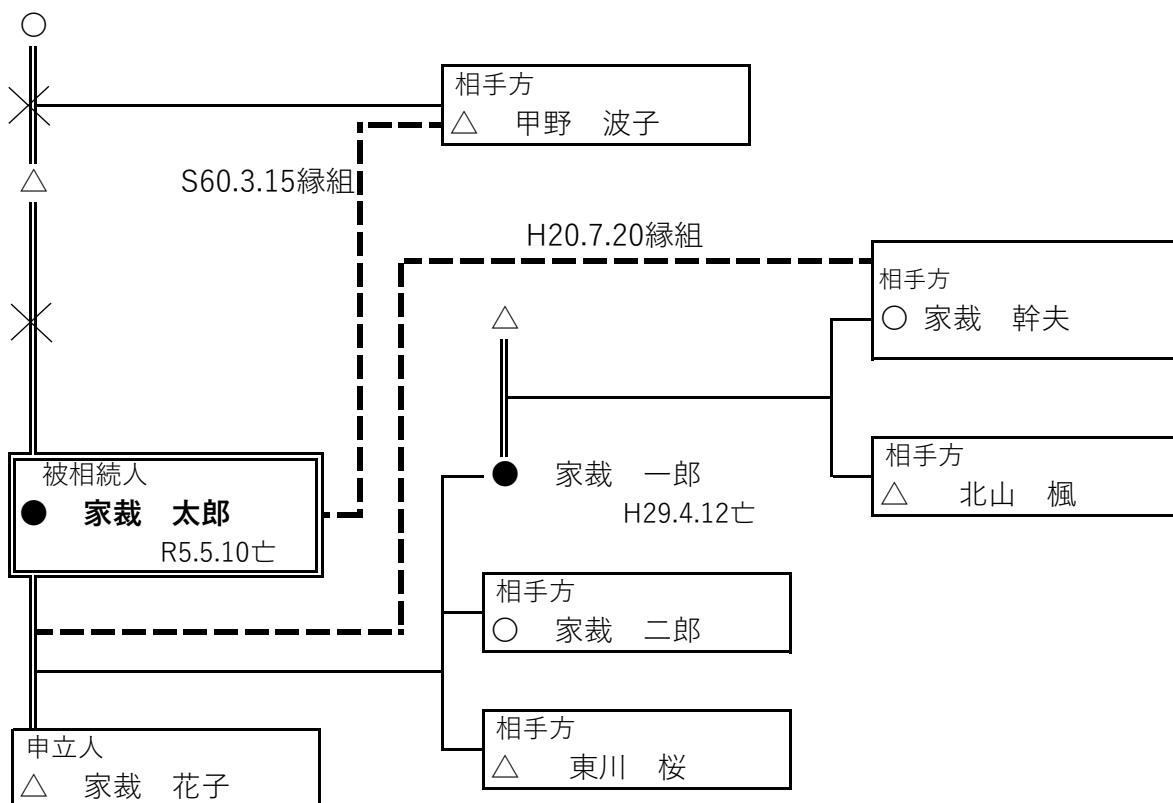 ○
相手方
△　甲野　波子
S60.3.15縁組
△
H20.7.20縁組
相手方
○ 家裁　幹夫
△
被相続人
●　家裁　太郎
R5.5.10亡
●　家裁　一郎
H29.4.12亡
相手方
△　北山　楓
相手方
○　家裁　二郎
相手方
△　東川　桜
申立人
△　家裁　花子